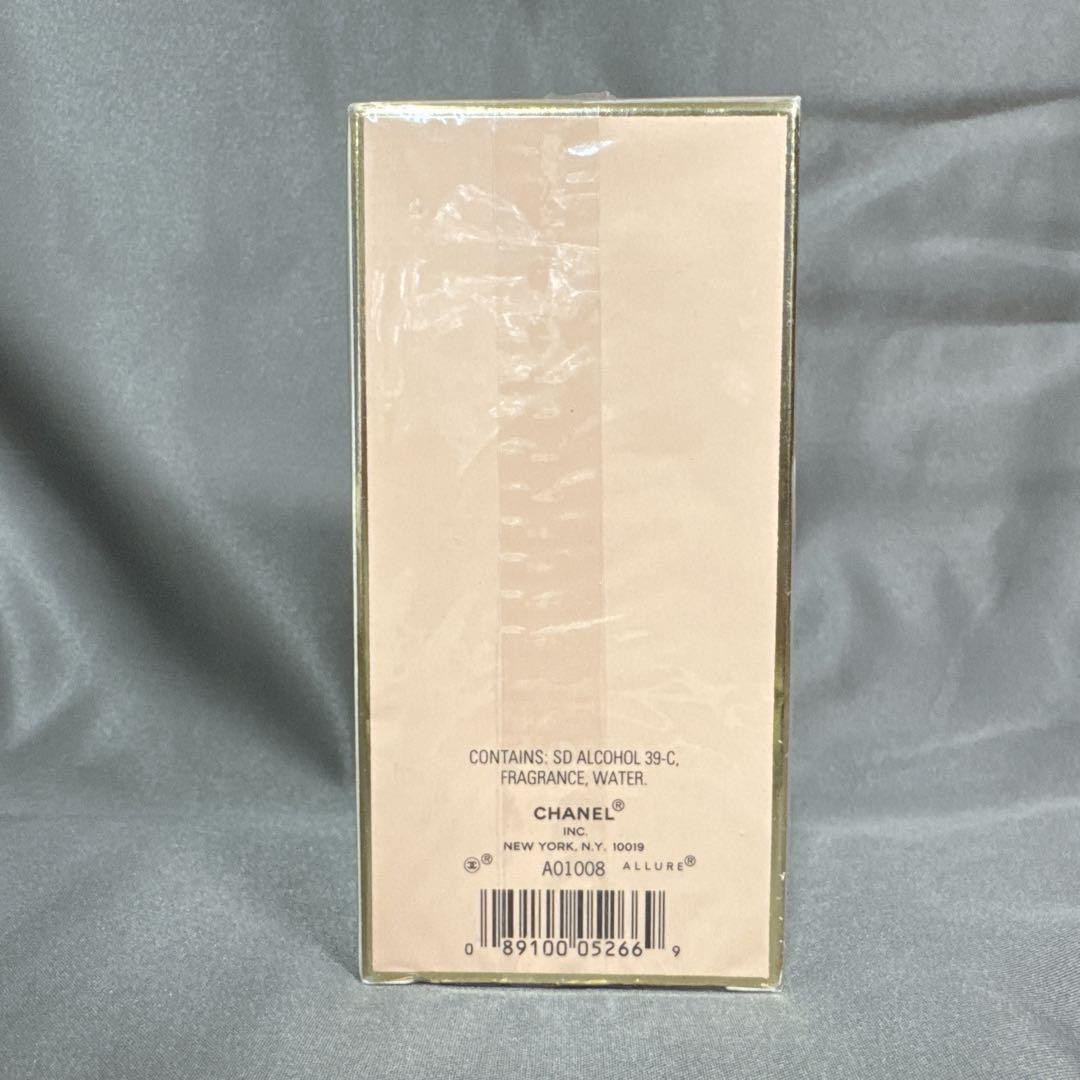 CONTAINS: SD ALCOHOL 39-C,
FRAGRANCE, WATER.
CHANEL®
INC.
NEW YORK, N.Y. 10019
® A01008 ALLURE®
0 89100 05266 9